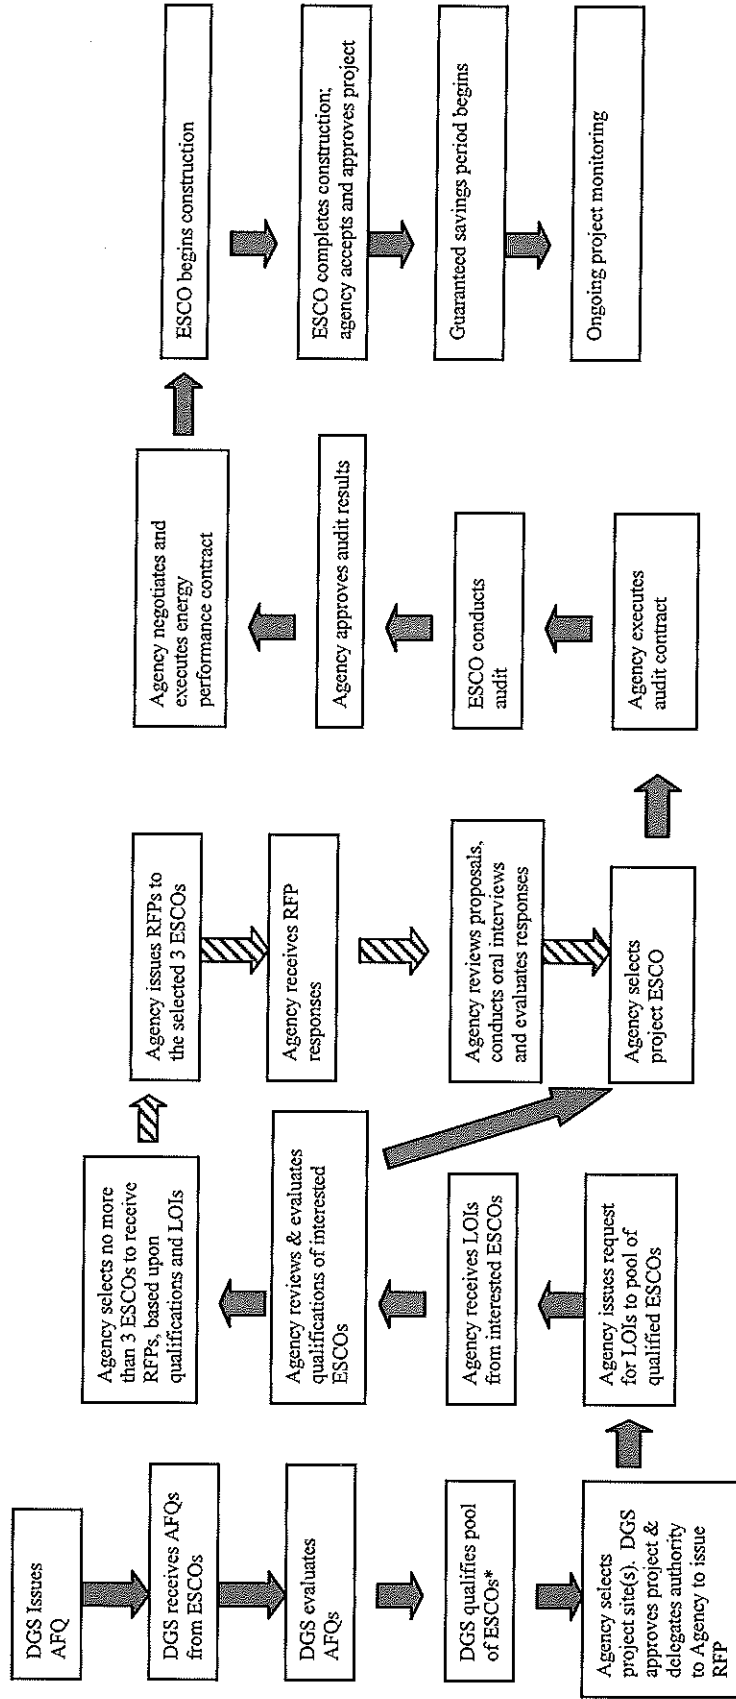 DGS Issues
AFQ
DGS receives AFQs
from ESCOs
DGS evaluates
AFQs
DGS qualifies pool
of ESCOs*
Agency selects
project site(s).  DGS
approves project &
delegates authority
to Agency to issue
RFP
Agency issues request
for LOIs to pool of
qualified ESCOs
Agency receives LOIs
from interested ESCOs
Agency reviews & evaluates
qualifications of interested
ESCOs
Agency selects no more
than 3 ESCOs to receive
RFPs, based upon
qualifications and LOIs
Agency issues RFPs to
the selected 3 ESCOs
Agency receives RFP
responses
Agency reviews proposals,
conducts oral interviews
and evaluates responses
Agency selects
project ESCO
Agency executes
audit contract
ESCO conducts
audit
Agency approves audit results
Agency negotiates and
executes energy
performance contract
ESCO begins construction
ESCO completes construction;
agency accepts and approves project
Guaranteed savings period begins
Ongoing project monitoring